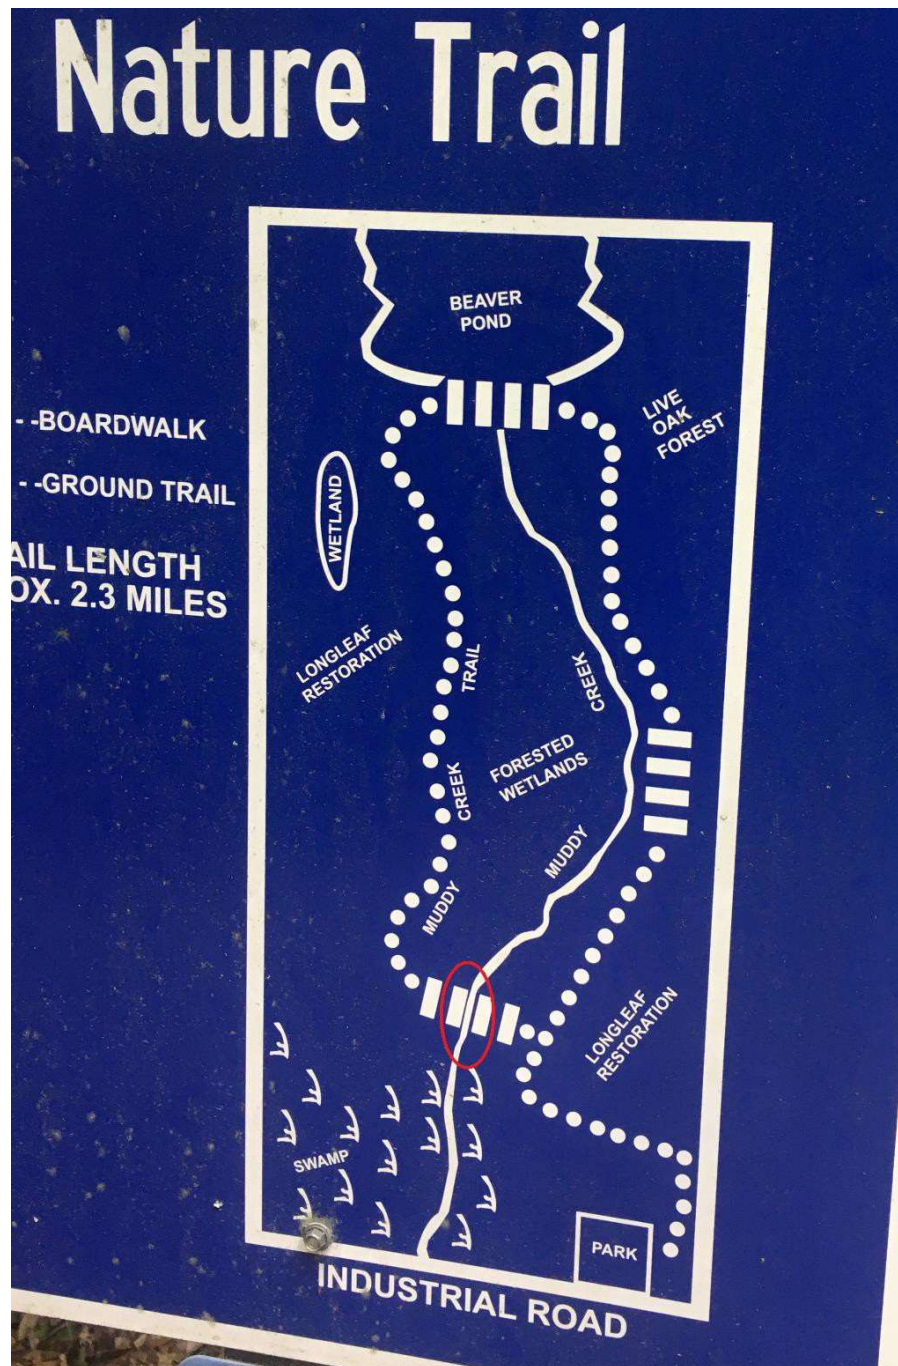 Nature Trail
BEAVER
POND
LIVE
OAK
FOREST
- -BOARDWALK
- -GROUND TRAIL
AIL LENGTH
OX. 2.3 MILES
WETLAND
LONGLEAF
RESTORATION
TRAIL
CREEK
FORESTED
WETLANDS
CREEK
MUDDY
MUDDY
LONGLEAF
RESTORATION
SWAMP
PARK
INDUSTRIAL ROAD